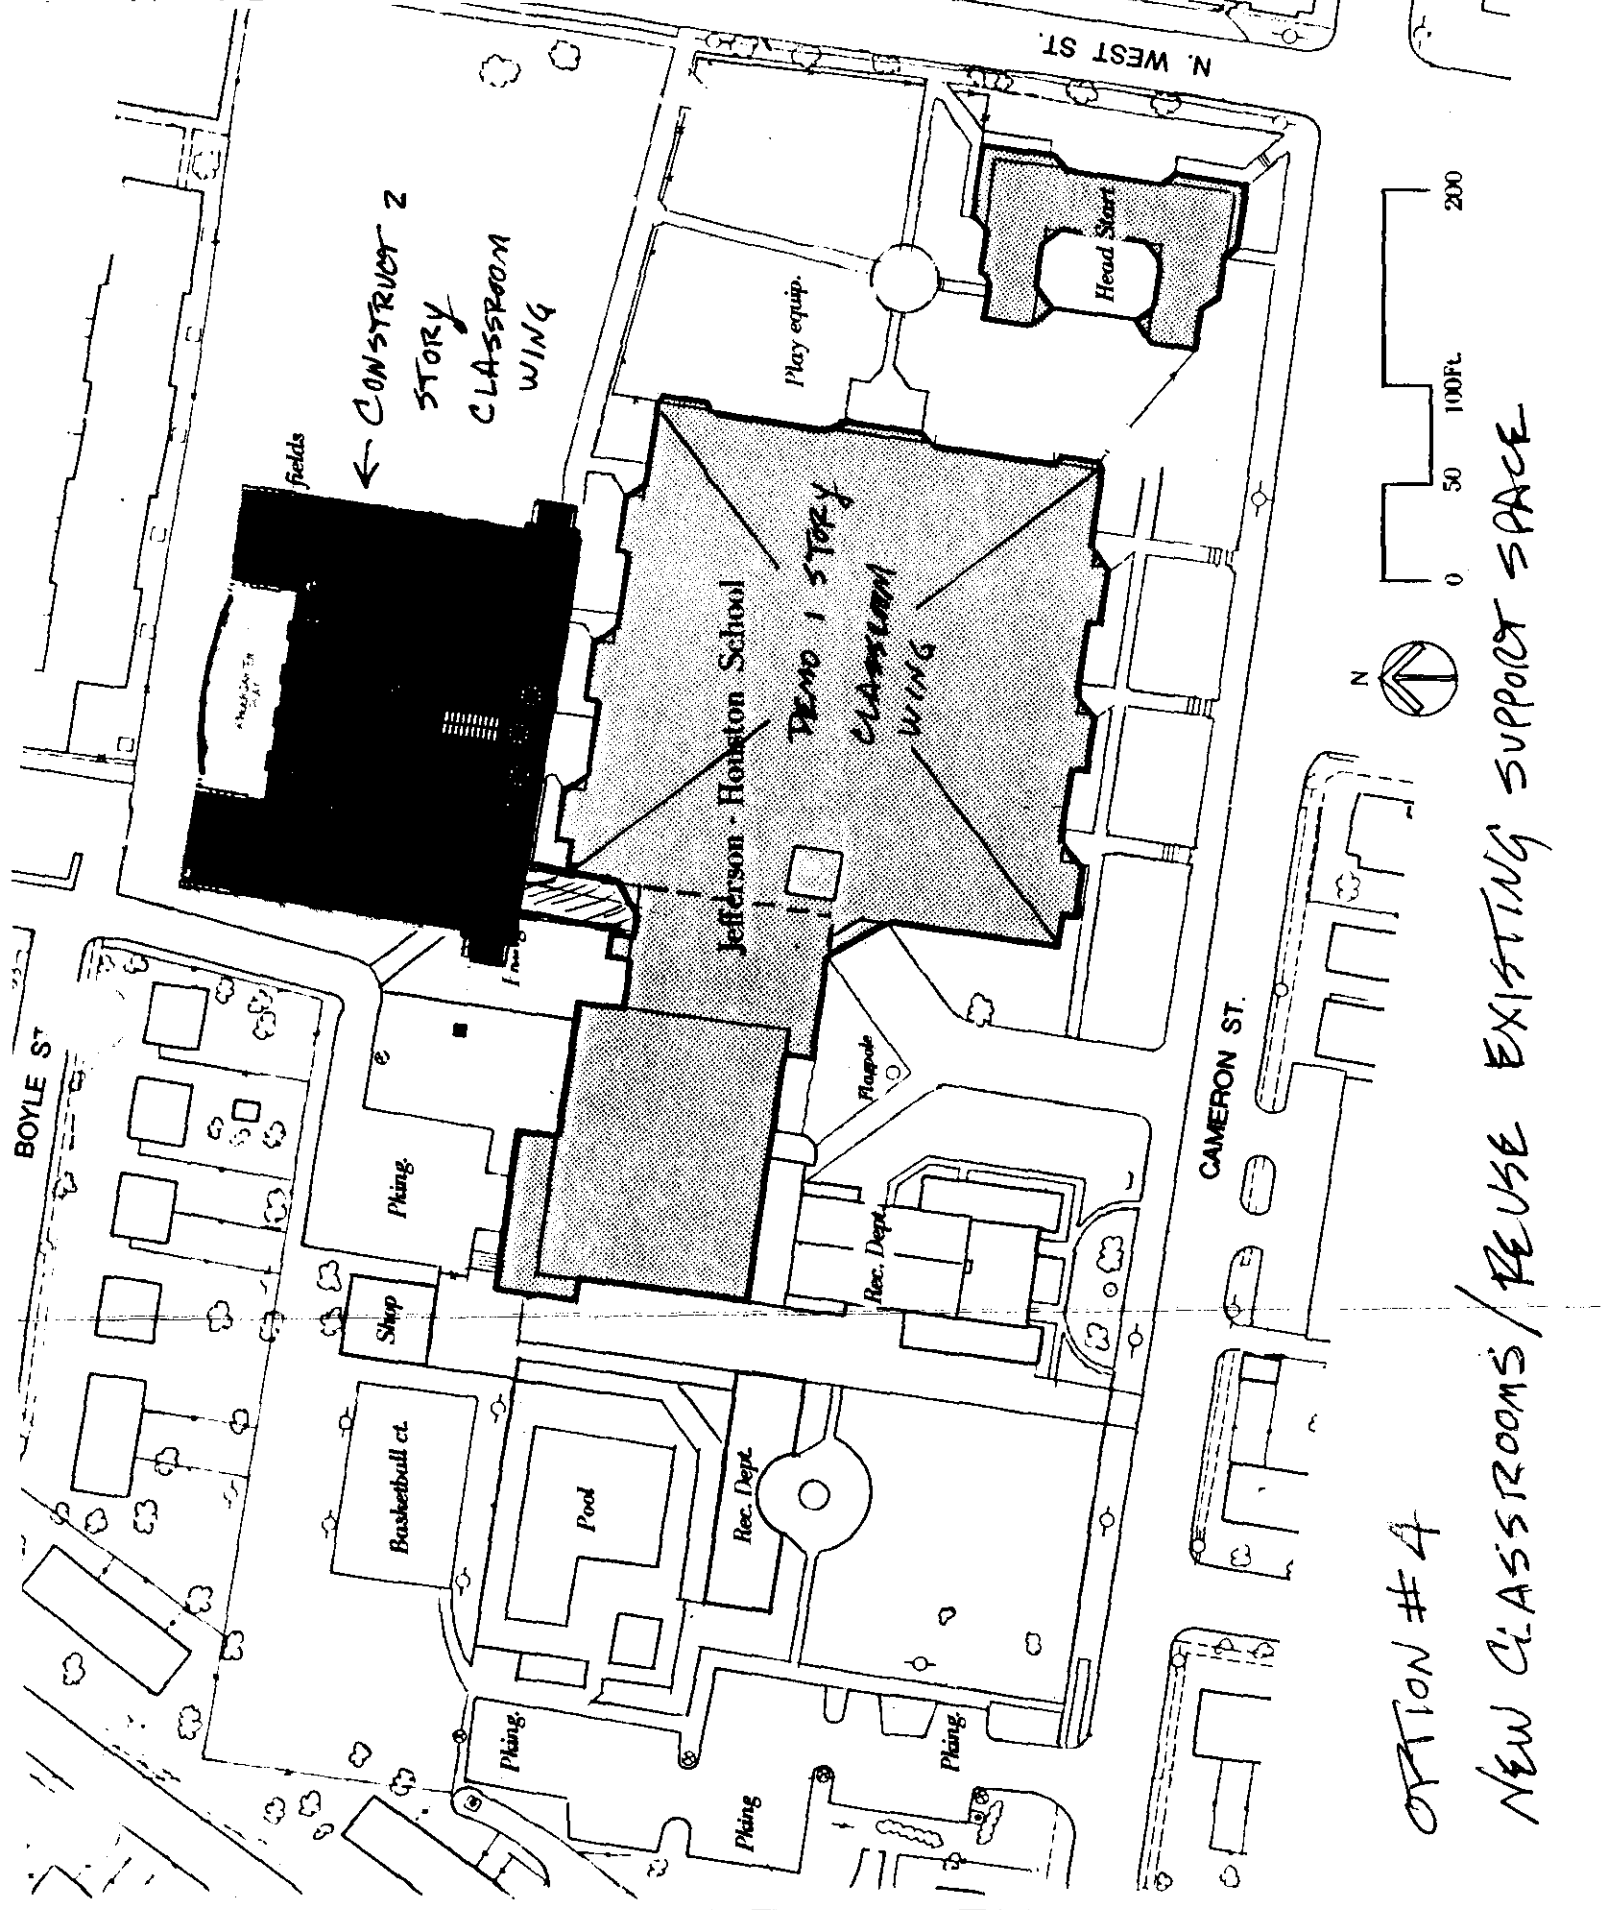 N. WEST ST.
BOYLE ST
CAMERON ST.
← CONSTRUCT 2
STORY
CLASSROOM
WING
fields
Play equip.
Head Start
Jefferson - Houston School
DEMO 1 STORY
CLASSROOM
WING
Flagpole
Pking.
Shop
Rec. Dept.
Basketball ct.
Pool
Rec. Dept.
Pking.
Pking
Pking.
N
0 50 100Ft. 200
OPTION #4
NEW CLASSROOMS/REUSE EXISTING SUPPORT SPACE